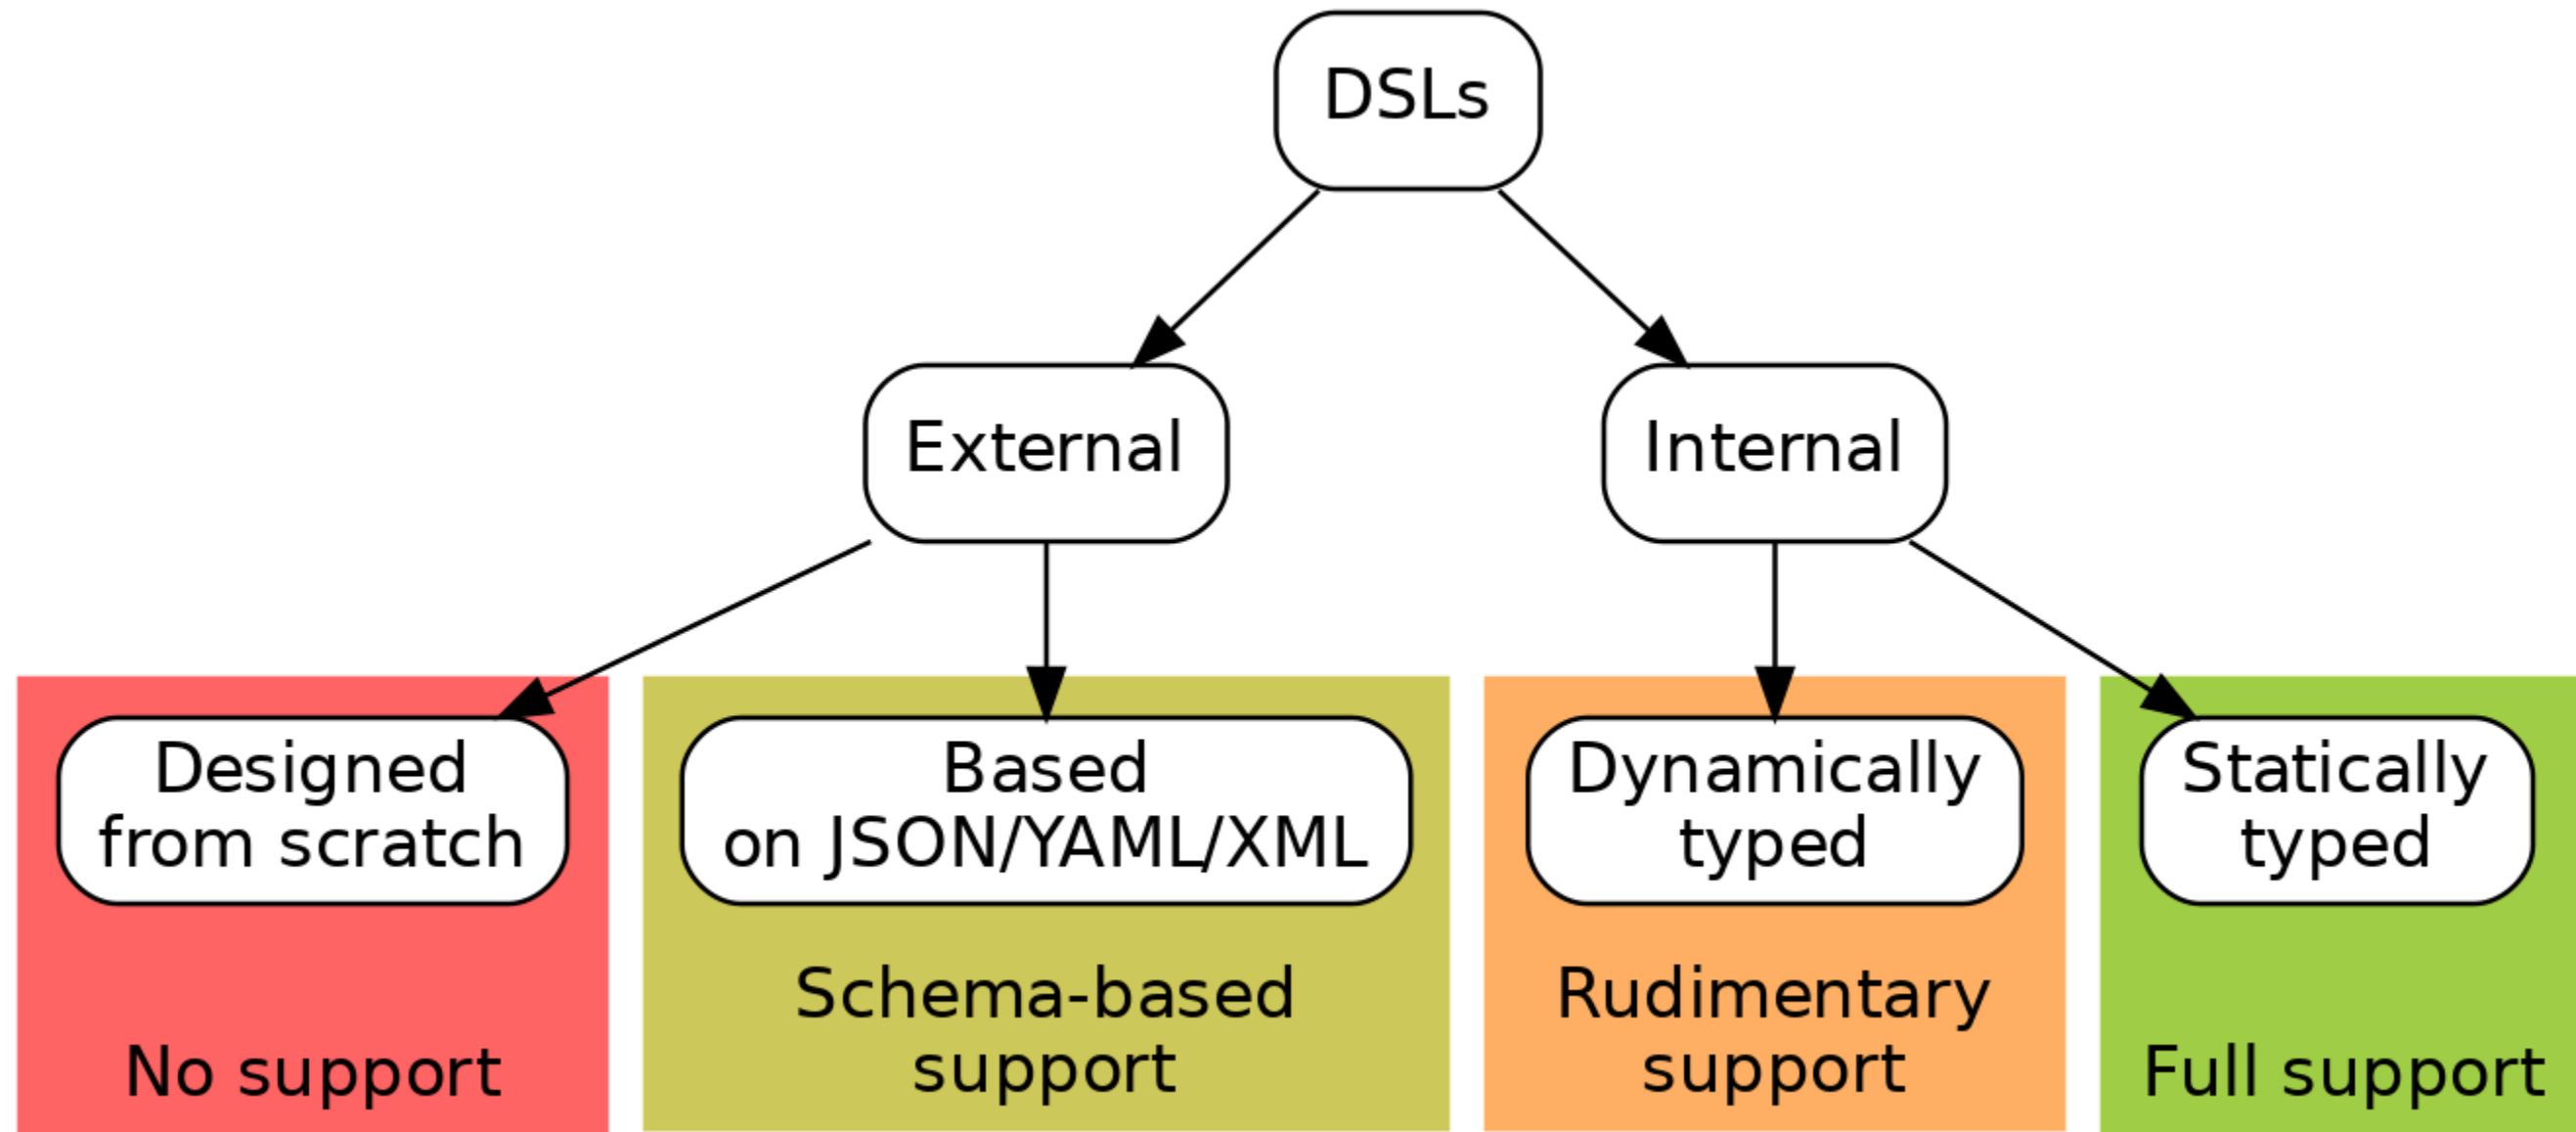 DSLs
External
Internal
Designed
from scratch
Based
on JSON/YAML/XML
Dynamically
typed
Statically
typed
No support
Schema-based
support
Rudimentary
support
Full support